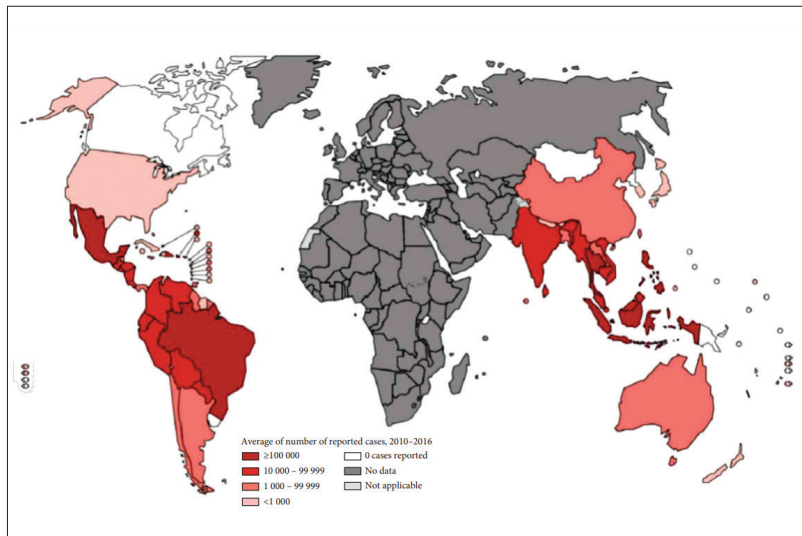 Average of number of reported cases, 2010–2016
≥100 000
10 000 – 99 999
1 000 – 99 999
<1 000
0 cases reported
No data
Not applicable